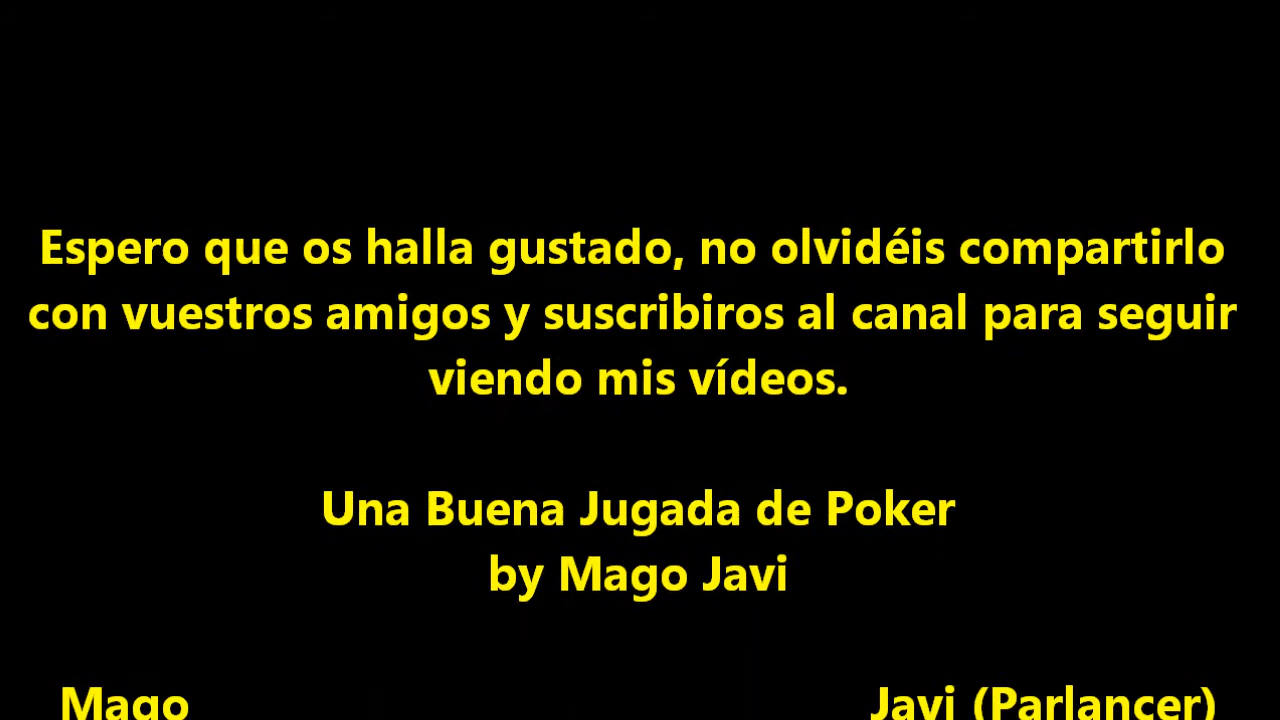 Espero que os halla gustado, no olvidéis compartirlo
con vuestros amigos y suscribiros al canal para seguir
viendo mis vídeos.
Una Buena Jugada de Poker
by Mago Javi
Mago Javi (Parlancer)